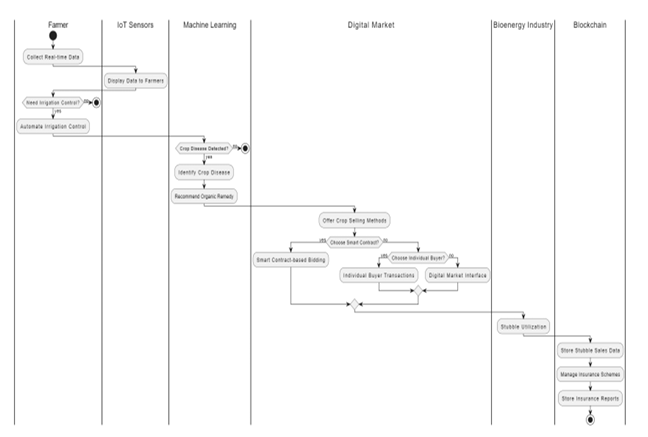 Farmer
IoT Sensors
Machine Learning
Digital Market
Bioenergy Industry
Blockchain
Collect Real-time Data
Display Data to Farmers
Need Irrigation Control?
no
yes
Automate Irrigation Control
Crop Disease Detected?
no
yes
Identify Crop Disease
Recommend Organic Remedy
Offer Crop Selling Methods
yes
Choose Smart Contract?
no
Smart Contract-based Bidding
yes
Choose Individual Buyer?
no
Individual Buyer Transactions
Digital Market Interface
Stubble Utilization
Store Stubble Sales Data
Manage Insurance Schemes
Store Insurance Reports